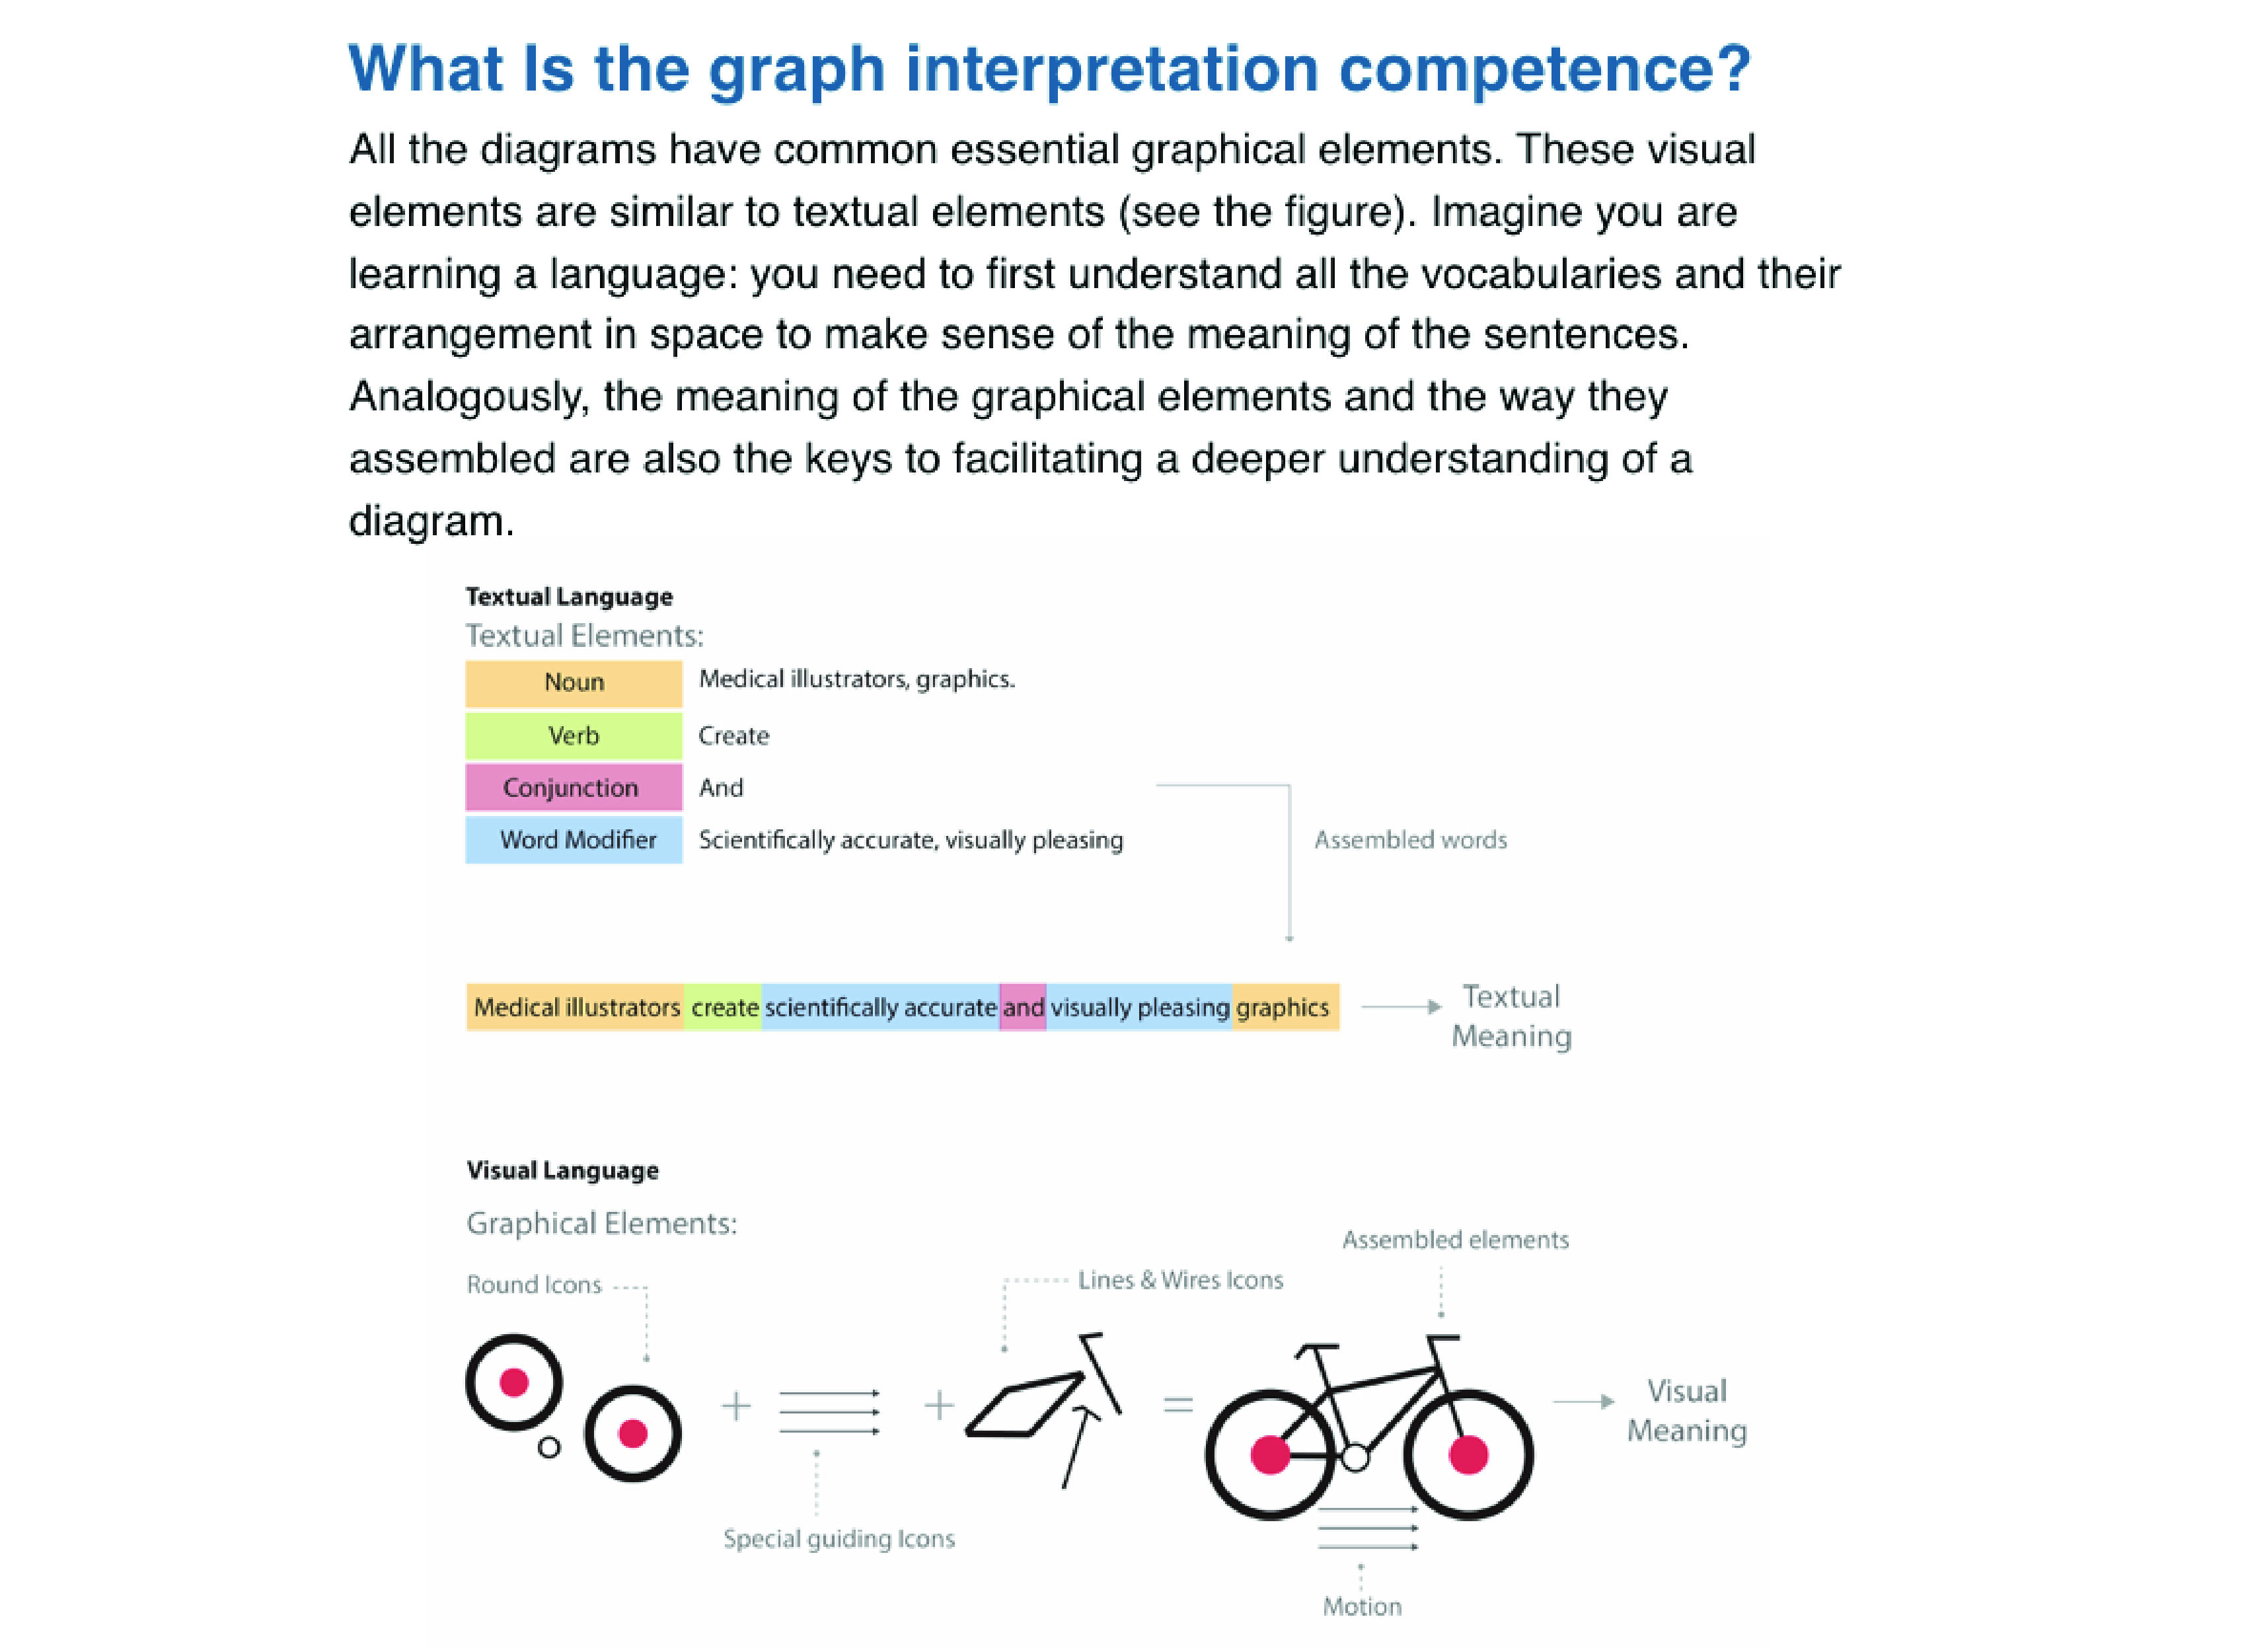 What Is the graph interpretation competence?
All the diagrams have common essential graphical elements. These visual
elements are similar to textual elements (see the figure). Imagine you are
learning a language: you need to first understand all the vocabularies and their
arrangement in space to make sense of the meaning of the sentences.
Analogously, the meaning of the graphical elements and the way they
assembled are also the keys to facilitating a deeper understanding of a
diagram.
Textual Language
Textual Elements:
Noun Medical illustrators, graphics.
Verb Create
Conjunction And
Word Modifier Scientifically accurate, visually pleasing
Assembled words
Medical illustrators create scientifically accurate and visually pleasing graphics
Textual
Meaning
Visual Language
Graphical Elements:
Assembled elements
Round Icons
Lines & Wires Icons
+ + =
Visual
Meaning
Special guiding Icons
Motion